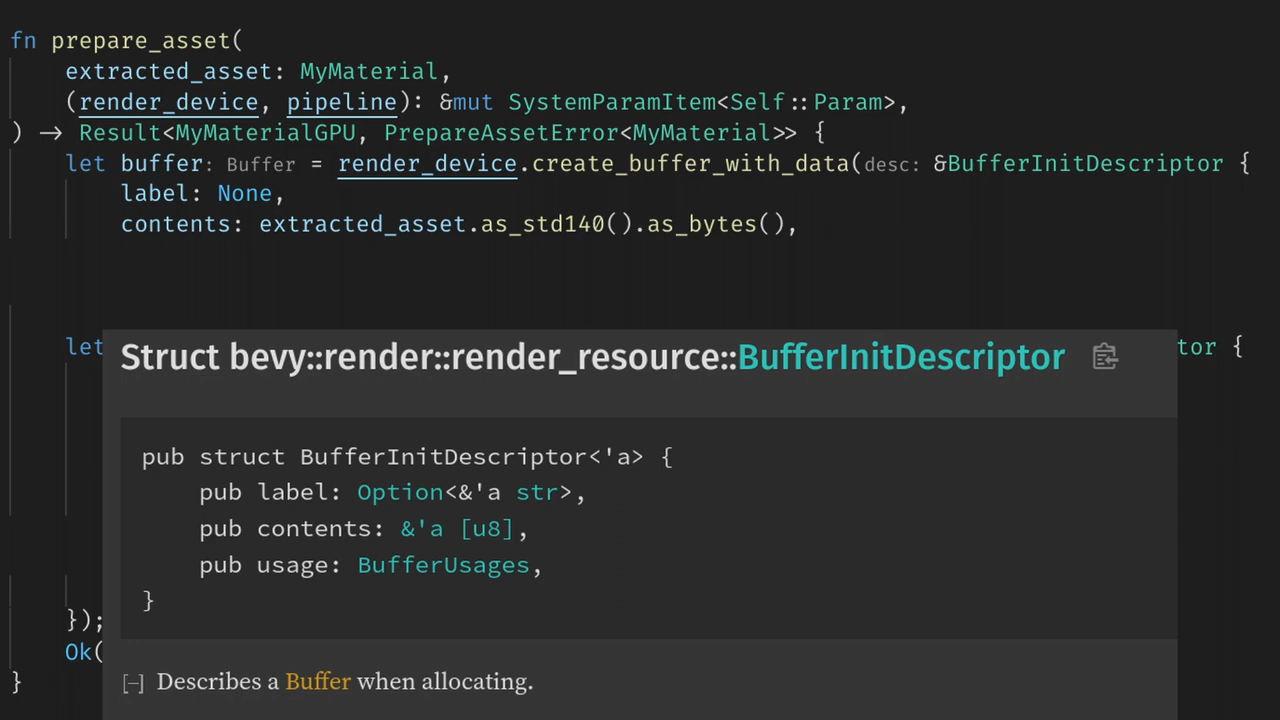 fn prepare_asset(
    extracted_asset: MyMaterial,
    (render_device, pipeline): &mut SystemParamItem<Self::Param>,
) -> Result<MyMaterialGPU, PrepareAssetError<MyMaterial>> {
    let buffer: Buffer = render_device.create_buffer_with_data(desc: &BufferInitDescriptor {
        label: None,
        contents: extracted_asset.as_std140().as_bytes(),
    let tor {
Struct bevy::render::render_resource::BufferInitDescriptor
pub struct BufferInitDescriptor<'a> {
    pub label: Option<&'a str>,
    pub contents: &'a [u8],
    pub usage: BufferUsages,
}
    });
    Ok(
}
[−] Describes a Buffer when allocating.